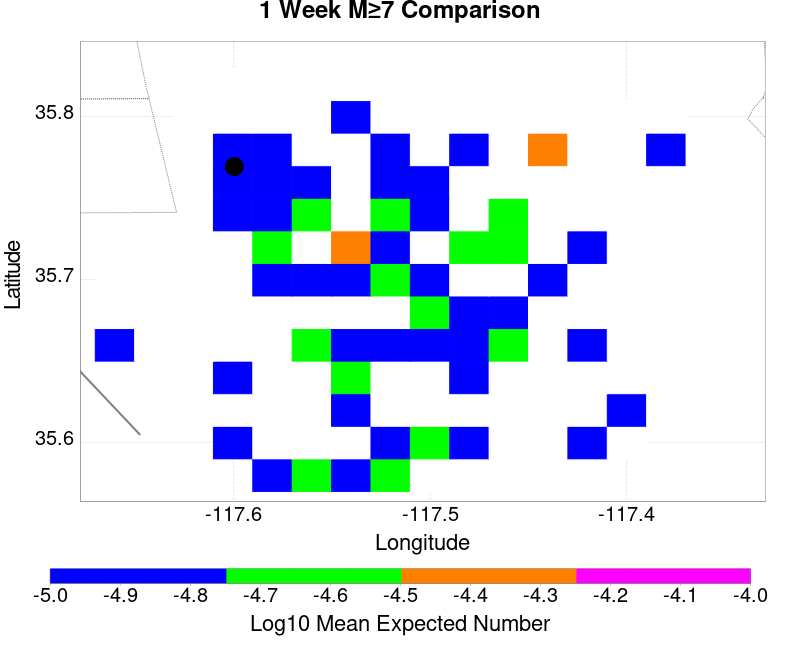 1 Week M≥7 Comparison
35.8
35.7
35.6
Latitude
-117.6 -117.5 -117.4
Longitude
-5.0 -4.9 -4.8 -4.7 -4.6 -4.5 -4.4 -4.3 -4.2 -4.1 -4.0
Log10 Mean Expected Number